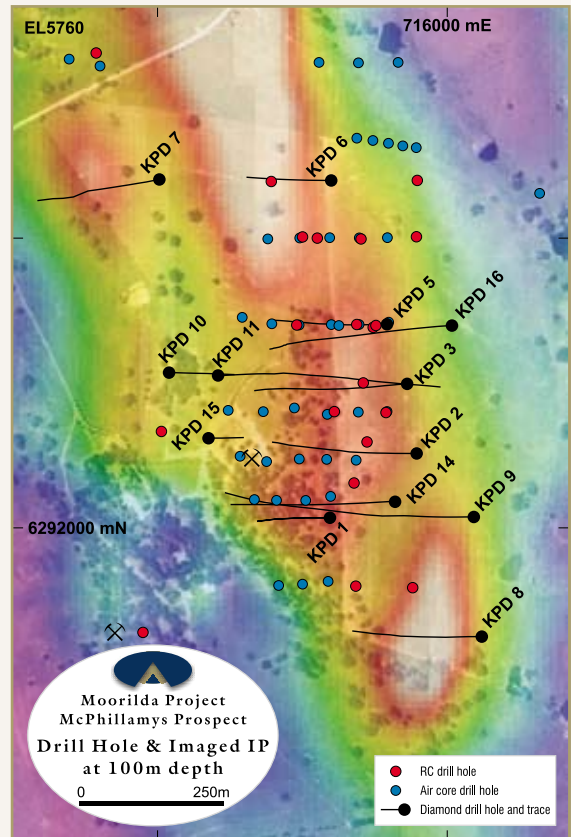 EL5760
716000 mE
KPD 7
KPD 6
KPD 5
KPD 16
KPD 10
KPD 11
KPD 3
KPD 15
KPD 2
KPD 14
KPD 9
6292000 mN
KPD 1
KPD 8
Moorilda Project
McPhillamys Prospect
Drill Hole & Imaged IP
at 100m depth
0 250m
RC drill hole
Air core drill hole
Diamond drill hole and trace